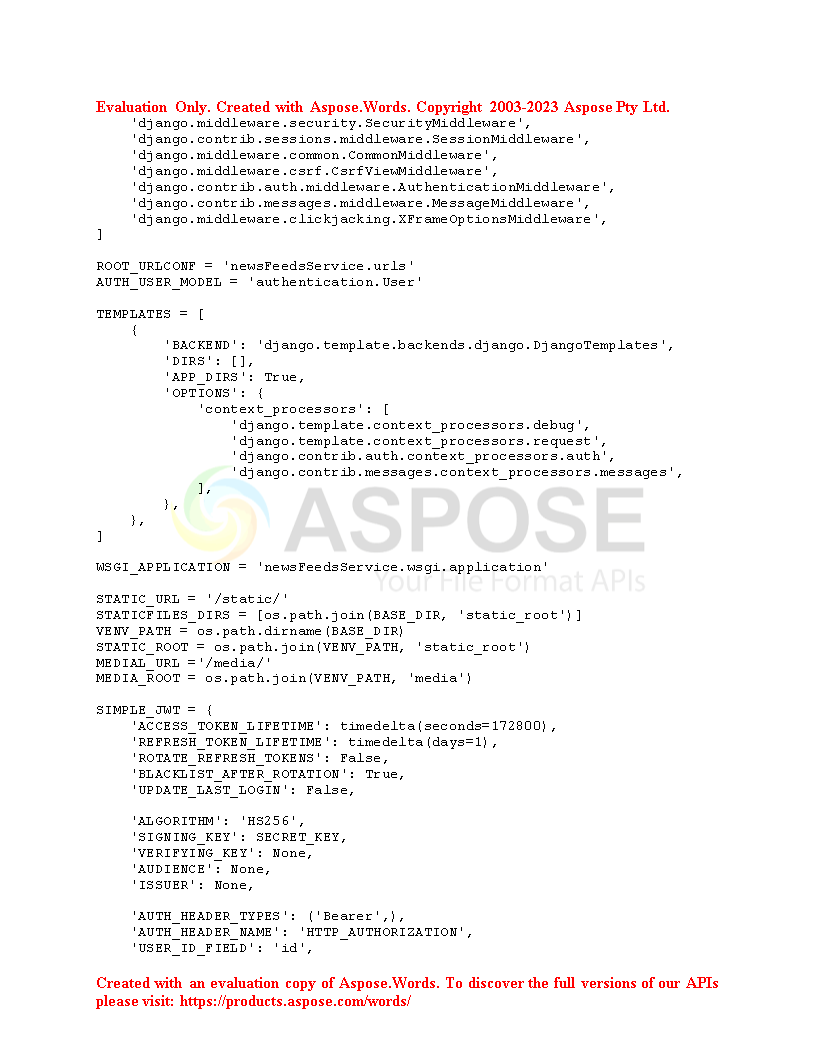 Evaluation Only. Created with Aspose.Words. Copyright 2003-2023 Aspose Pty Ltd.
    'django.middleware.security.SecurityMiddleware',
    'django.contrib.sessions.middleware.SessionMiddleware',
    'django.middleware.common.CommonMiddleware',
    'django.middleware.csrf.CsrfViewMiddleware',
    'django.contrib.auth.middleware.AuthenticationMiddleware',
    'django.contrib.messages.middleware.MessageMiddleware',
    'django.middleware.clickjacking.XFrameOptionsMiddleware',
]

ROOT_URLCONF = 'newsFeedsService.urls'
AUTH_USER_MODEL = 'authentication.User'

TEMPLATES = [
    {
        'BACKEND': 'django.template.backends.django.DjangoTemplates',
        'DIRS': [],
        'APP_DIRS': True,
        'OPTIONS': {
            'context_processors': [
                'django.template.context_processors.debug',
                'django.template.context_processors.request',
                'django.contrib.auth.context_processors.auth',
                'django.contrib.messages.context_processors.messages',
            ],
        },
    },
]
ASPOSE
Your File Format APIs

WSGI_APPLICATION = 'newsFeedsService.wsgi.application'

STATIC_URL = '/static/'
STATICFILES_DIRS = [os.path.join(BASE_DIR, 'static_root')]
VENV_PATH = os.path.dirname(BASE_DIR)
STATIC_ROOT = os.path.join(VENV_PATH, 'static_root')
MEDIAL_URL ='/media/'
MEDIA_ROOT = os.path.join(VENV_PATH, 'media')

SIMPLE_JWT = {
    'ACCESS_TOKEN_LIFETIME': timedelta(seconds=172800),
    'REFRESH_TOKEN_LIFETIME': timedelta(days=1),
    'ROTATE_REFRESH_TOKENS': False,
    'BLACKLIST_AFTER_ROTATION': True,
    'UPDATE_LAST_LOGIN': False,

    'ALGORITHM': 'HS256',
    'SIGNING_KEY': SECRET_KEY,
    'VERIFYING_KEY': None,
    'AUDIENCE': None,
    'ISSUER': None,

    'AUTH_HEADER_TYPES': ('Bearer',),
    'AUTH_HEADER_NAME': 'HTTP_AUTHORIZATION',
    'USER_ID_FIELD': 'id',

Created with an evaluation copy of Aspose.Words. To discover the full versions of our APIs
please visit: https://products.aspose.com/words/